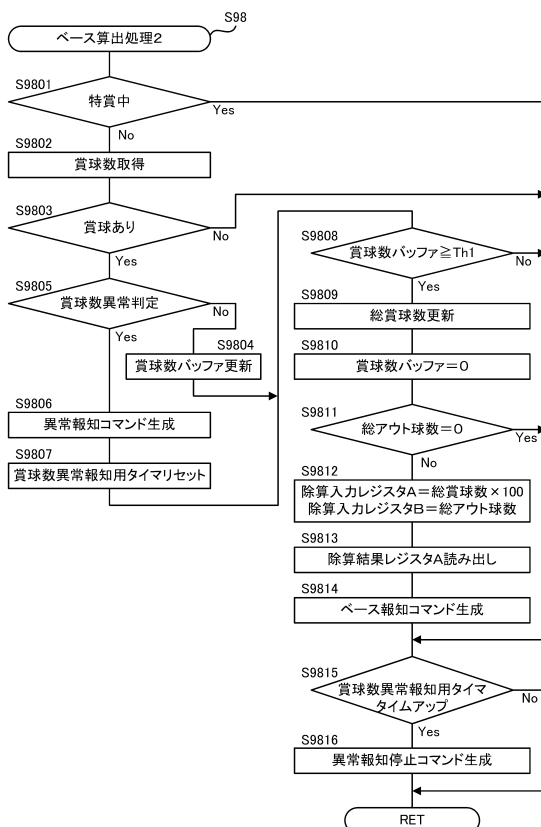 S98
ベース算出処理2
S9801
特賞中
Yes
No
S9802
賞球数取得
S9803
賞球あり
No
Yes
S9805
賞球数異常判定
No
Yes
S9804
賞球数バッファ更新
S9806
異常報知コマンド生成
S9807
賞球数異常報知用タイマリセット
S9808
賞球数バッファ≧Th1
No
Yes
S9809
総賞球数更新
S9810
賞球数バッファ=0
S9811
総アウト球数=0
Yes
No
S9812
除算入力レジスタA=総賞球数×100
除算入力レジスタB=総アウト球数
S9813
除算結果レジスタA読み出し
S9814
ベース報知コマンド生成
S9815
賞球数異常報知用タイマ
タイムアップ
No
Yes
S9816
異常報知停止コマンド生成
RET